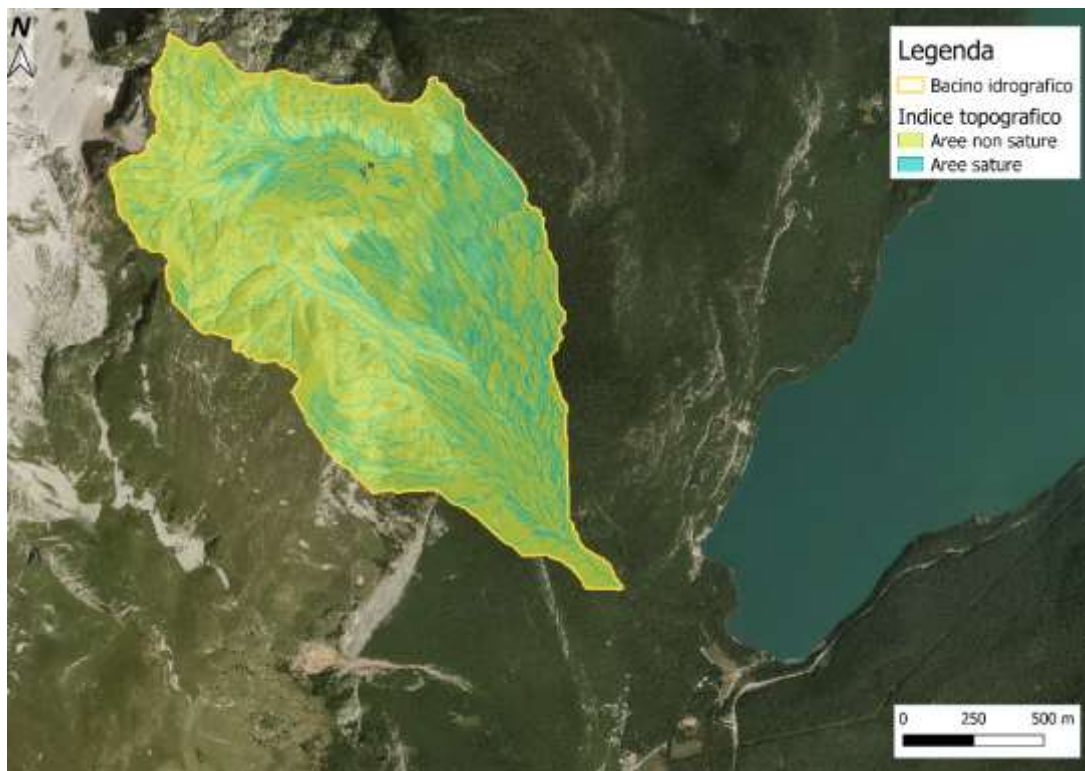 N
Legenda
Bacino idrografico
Indice topografico
Aree non sature
Aree sature
0 250 500 m